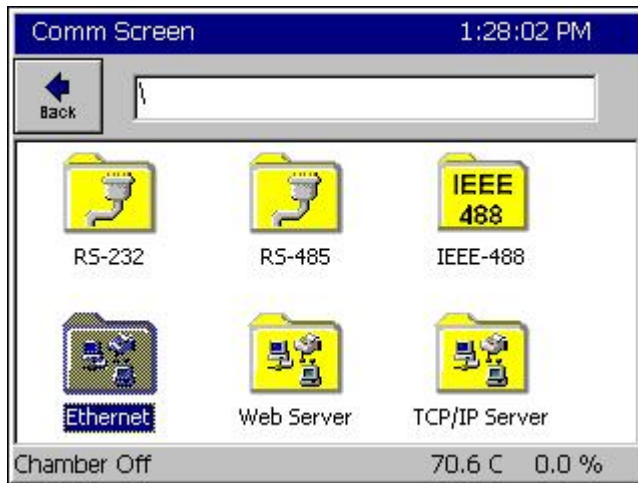 Comm Screen 1:28:02 PM
Back \
IEEE
488
RS-232 RS-485 IEEE-488
Ethernet Web Server TCP/IP Server
Chamber Off 70.6 C 0.0 %